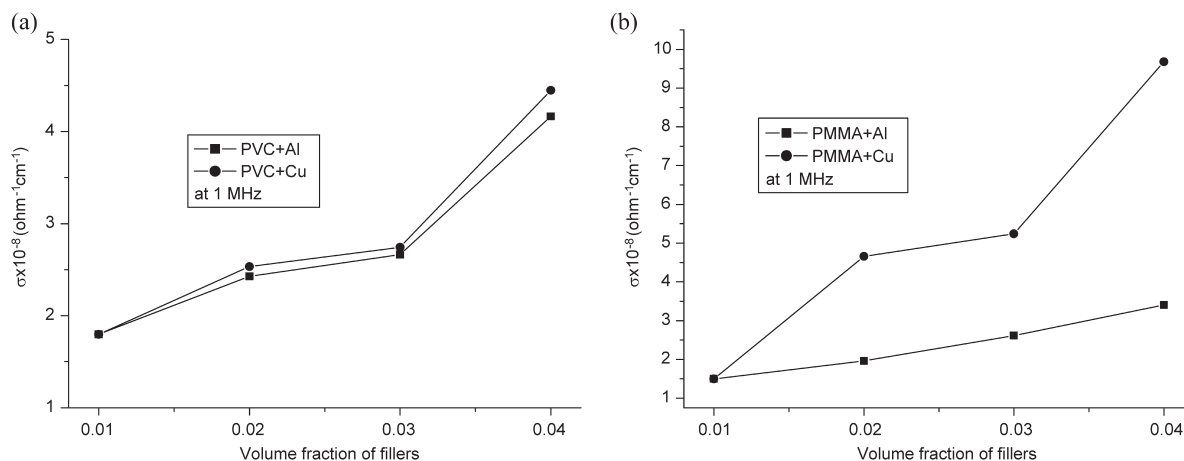 (a)
5
4
3
2
1
σx10⁻⁸ (ohm⁻¹cm⁻¹)
PVC+Al
PVC+Cu
at 1 MHz
0.01 0.02 0.03 0.04
Volume fraction of fillers
(b)
10
9
8
7
6
5
4
3
2
1
σx10⁻⁸ (ohm⁻¹cm⁻¹)
PMMA+Al
PMMA+Cu
at 1 MHz
0.01 0.02 0.03 0.04
Volume fraction of fillers